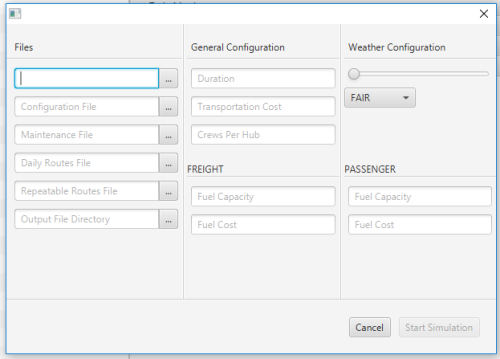 Files
...
Configuration File ...
Maintenance File ...
Daily Routes File ...
Repeatable Routes File ...
Output File Directory ...
General Configuration
Duration
Transportation Cost
Crews Per Hub
FREIGHT
Fuel Capacity
Fuel Cost
Weather Configuration
FAIR
PASSENGER
Fuel Capacity
Fuel Cost
Cancel
Start Simulation